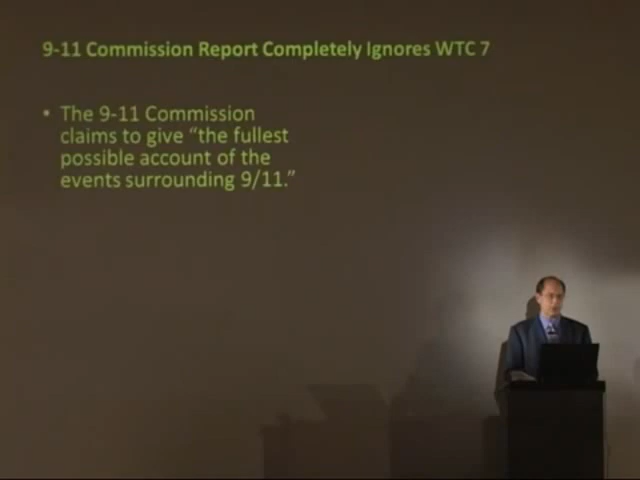 9-11 Commission Report Completely Ignores WTC 7
• The 9-11 Commission
claims to give “the fullest
possible account of the
events surrounding 9/11.”